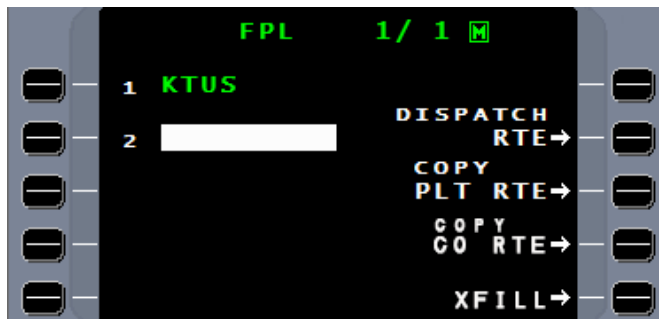 FPL 1/ 1 M
1 KTUS
DISPATCH
2 RTE→
COPY
PLT RTE→
COPY
CO RTE→
XFILL→